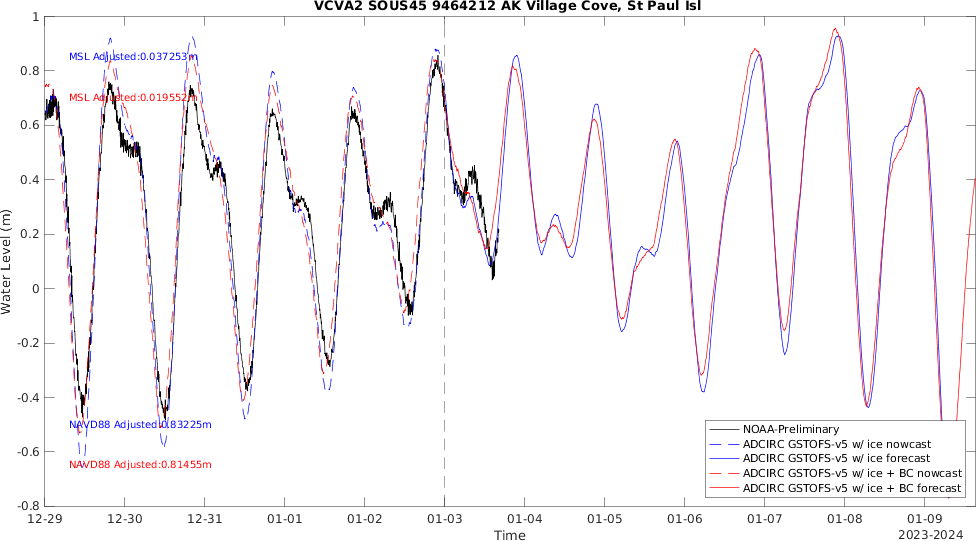 VCVA2 SOUS45 9464212 AK Village Cove, St Paul Isl
Water Level (m)
1
0.8
0.6
0.4
0.2
0
-0.2
-0.4
-0.6
-0.8
MSL Adjusted:0.037253m
MSL Adjusted:0.019552m
NAVD88 Adjusted:0.83225m
NAVD88 Adjusted:0.81455m
NOAA-Preliminary
ADCIRC GSTOFS-v5 w/ ice nowcast
ADCIRC GSTOFS-v5 w/ ice forecast
ADCIRC GSTOFS-v5 w/ ice + BC nowcast
ADCIRC GSTOFS-v5 w/ ice + BC forecast
12-29 12-30 12-31 01-01 01-02 01-03 01-04 01-05 01-06 01-07 01-08 01-09
Time
2023-2024